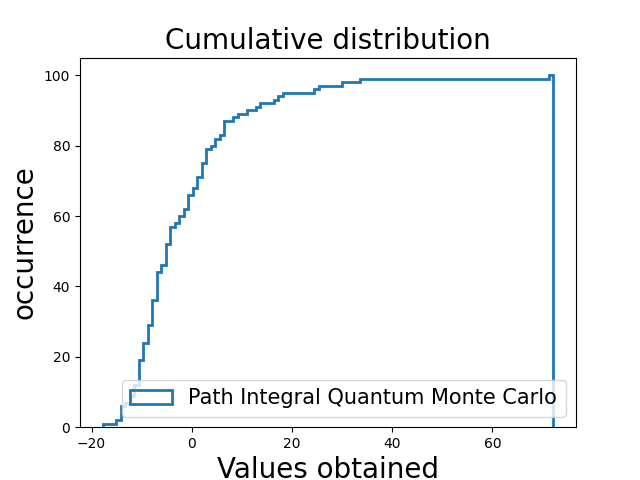 Cumulative distribution
occurrence
100
80
60
40
20
0
Path Integral Quantum Monte Carlo
−20
0
20
40
60
Values obtained